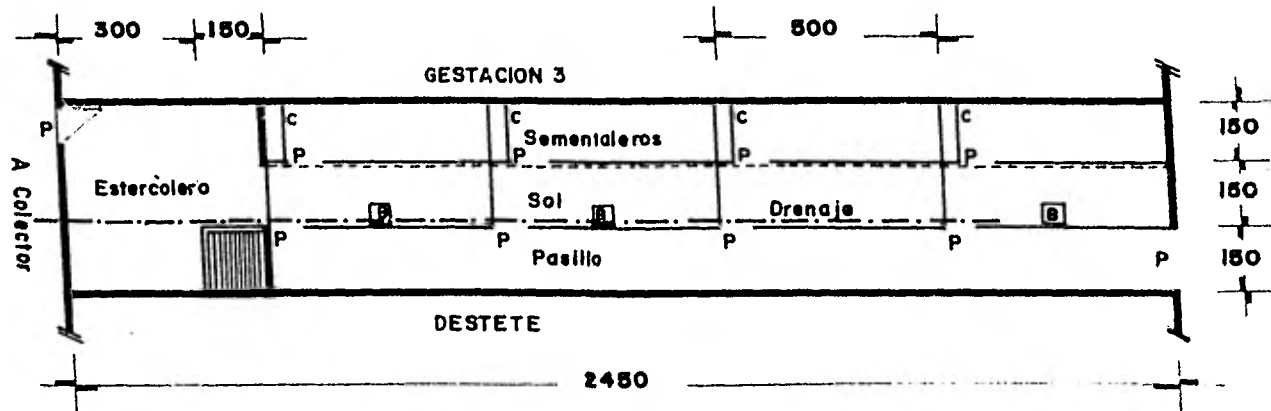 300 150 500
GESTACION 3
C C C C 150
P Sementaleros
P P P P
A Colector Estercolero 150
Sol Drenaje
B B B
P P P P
Pasillo P 150
DESTETE
2450